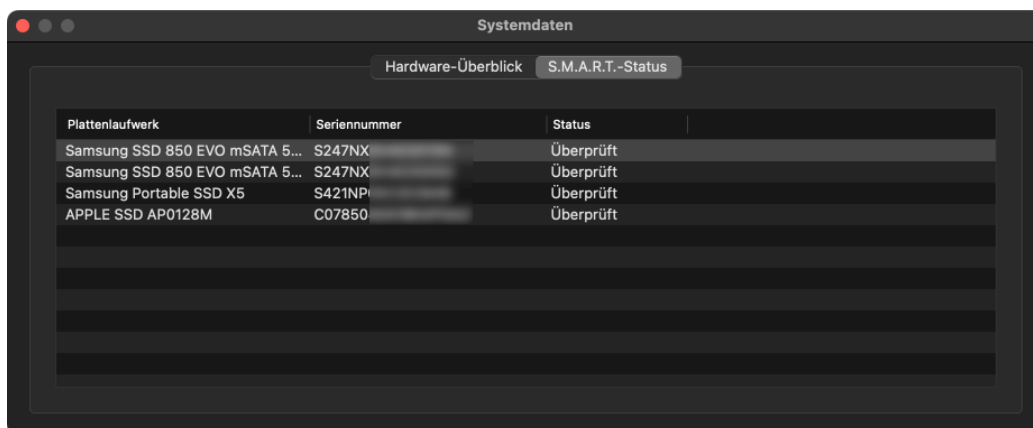 Systemdaten
Hardware-Überblick S.M.A.R.T.-Status
Plattenlaufwerk Seriennummer Status
Samsung SSD 850 EVO mSATA 5... S247NX Überprüft
Samsung SSD 850 EVO mSATA 5... S247NX Überprüft
Samsung Portable SSD X5 S421NP Überprüft
APPLE SSD AP0128M C07850 Überprüft